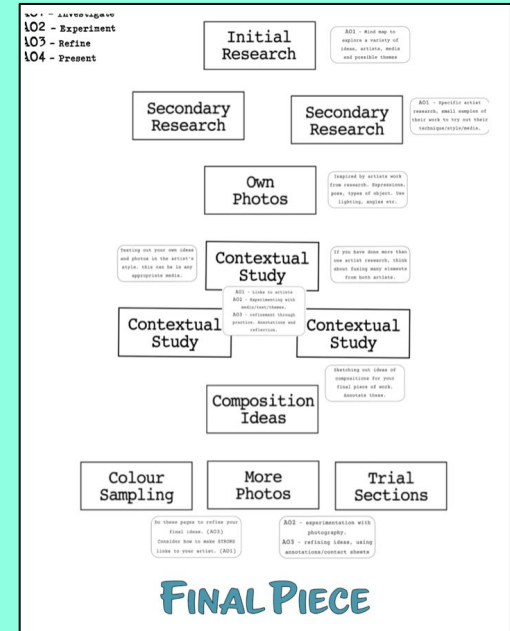 AO1 - Investigate
AO2 - Experiment
AO3 - Refine
AO4 - Present
Initial
Research
AO1 - Mind map to
explore a variety of
ideas, artists, media
and possible themes
Secondary
Research
Secondary
Research
AO1 - Specific artist
research, small samples of
their work to try out their
technique/style/media.
Own
Photos
Inspired by artists work
from research. Expressions,
pose, types of object. Use
lighting, angles etc.
Testing out your own ideas
and photos in the artist's
style. this can be in any
appropriate media.
Contextual
Study
If you have done more than
one artist research, think
about fusing many elements
from both artists.
AO1 - Links to artists
AO2 - Experimenting with
media/text/themes.
AO3 - refinement through
practice. Annotations and
reflection.
Contextual
Study
Contextual
Study
Sketching out ideas of
compositions for your
final piece of work.
Annotate these.
Composition
Ideas
Colour
Sampling
More
Photos
Trial
Sections
Do these pages to refine your
final ideas. (AO3)
Consider how to make STRONG
links to your artist. (AO1)
AO2 - experimentation with
photography.
AO3 - refining ideas, using
annotations/contact sheets
FINAL PIECE